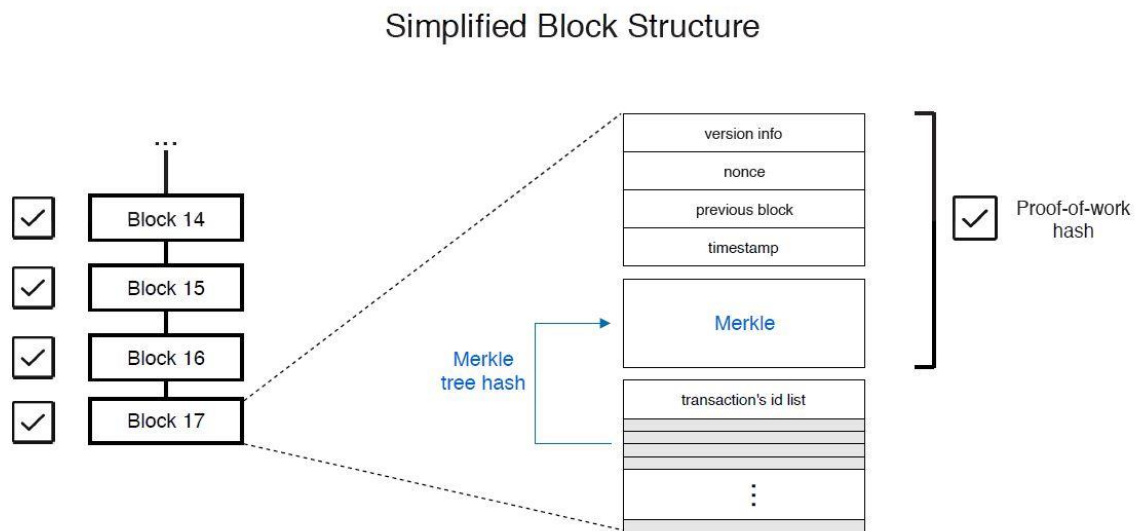 Simplified Block Structure
...
Block 14
Block 15
Block 16
Block 17
version info
nonce
previous block
timestamp
Merkle
Merkle
tree hash
transaction's id list
⋮
Proof-of-work
hash